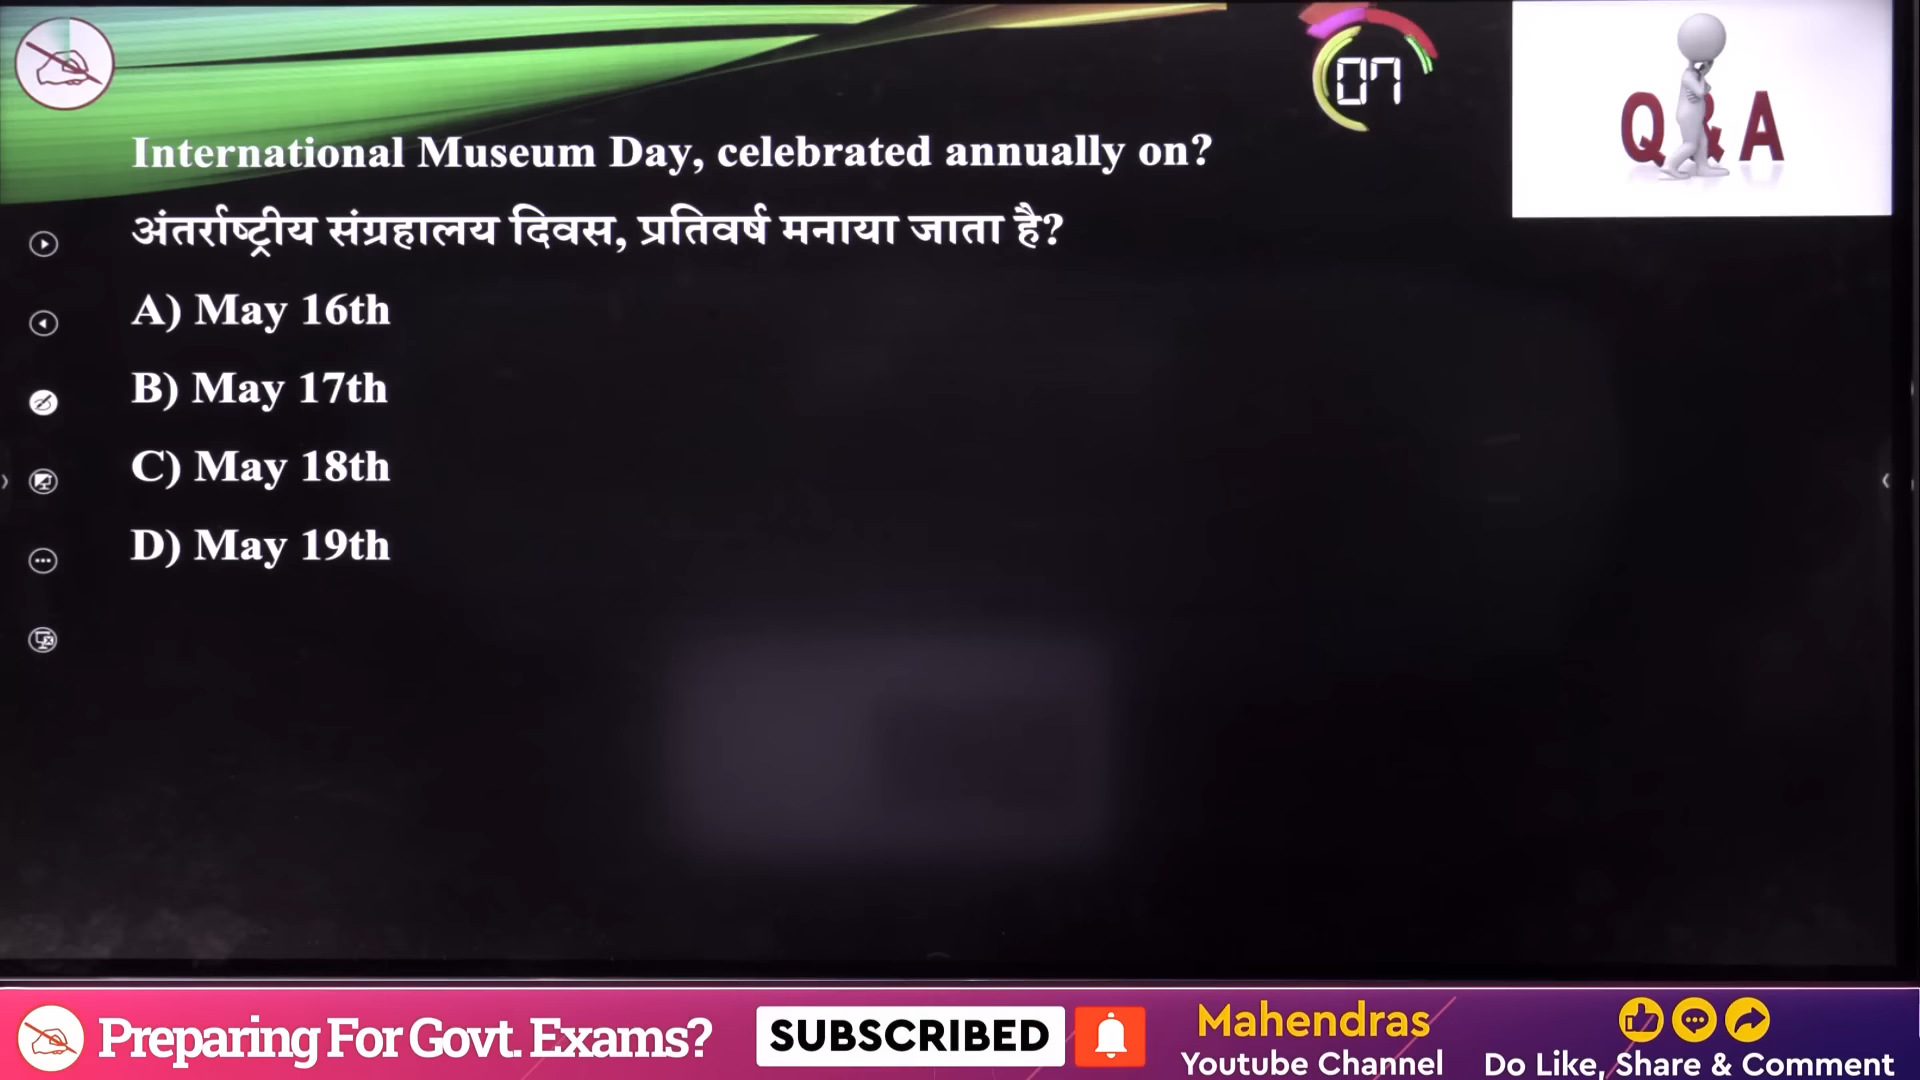 07
Q & A
International Museum Day, celebrated annually on?
अंतर्राष्ट्रीय संग्रहालय दिवस, प्रतिवर्ष मनाया जाता है?
A) May 16th
B) May 17th
C) May 18th
D) May 19th
Preparing For Govt. Exams?
SUBSCRIBED
Mahendras
Youtube Channel
Do Like, Share & Comment